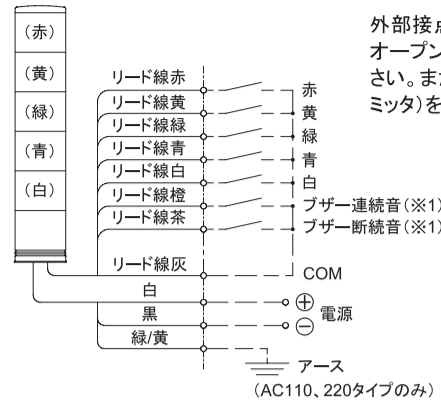 (赤)
(黄)
(緑)
(青)
(白)
リード線赤
リード線黄
リード線緑
リード線青
リード線白
リード線橙
リード線茶
リード線灰
白
黒
緑/黄
赤
黄
緑
青
白
ブザー連続音(※1)
ブザー断続音(※1)
COM
⊕
⊖
電源
アース
(AC110、220タイプのみ)
外部接点
オープン
さい。また
ミッタ)を